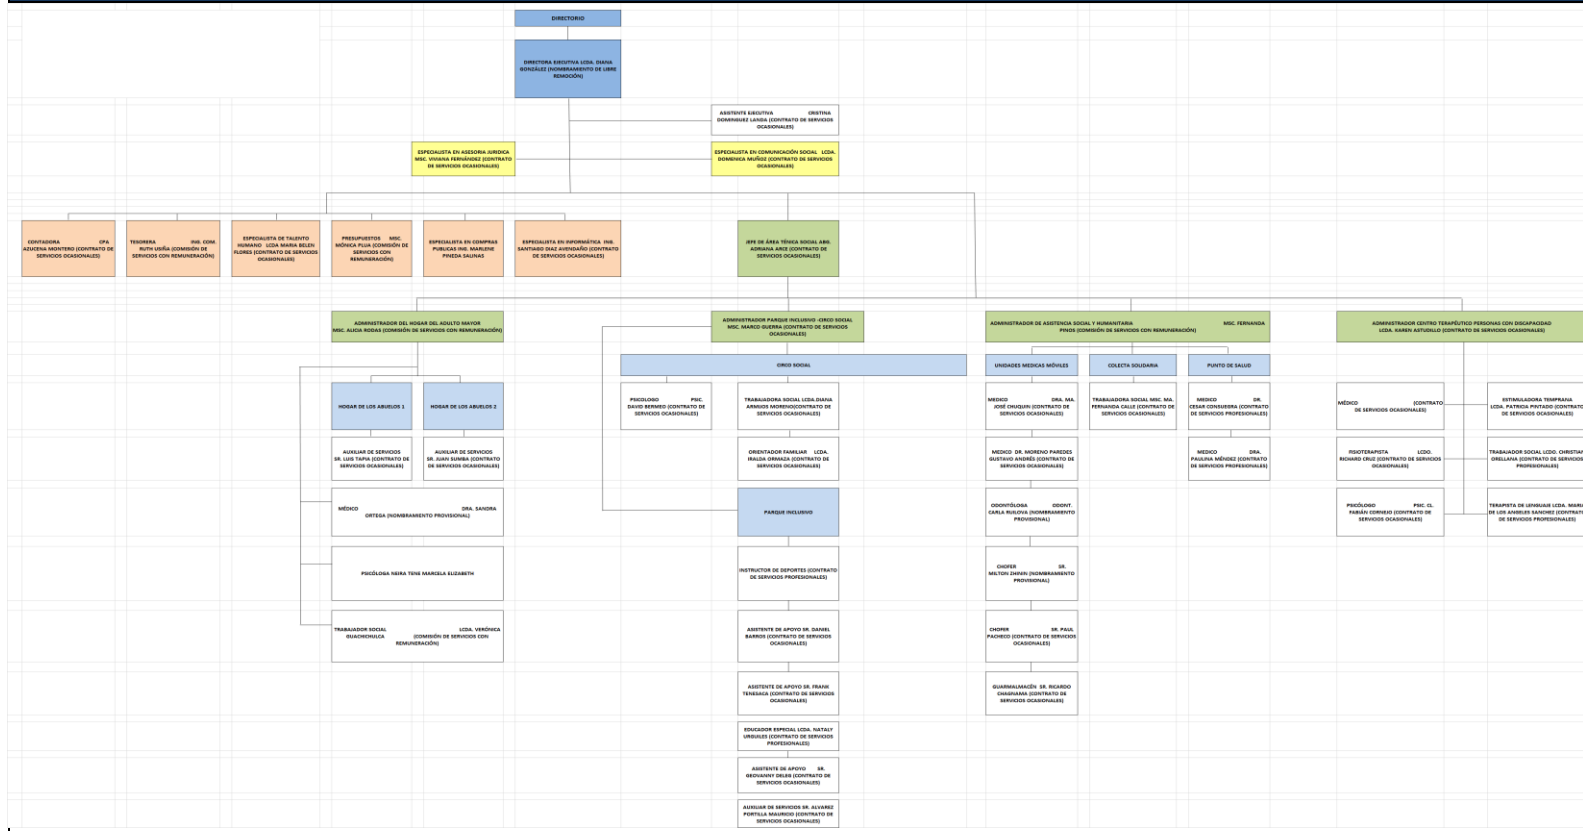 DIRECTORIO
DIRECTORA EJECUTIVA LCDA. DIANA
GONZÁLEZ (NOMBRAMIENTO DE LIBRE
REMOCIÓN)
ASISTENTE EJECUTIVA CRISTINA
DOMINGUEZ LANDA (CONTRATO DE SERVICIOS
OCASIONALES)
ESPECIALISTA EN ASESORIA JURIDICA
MSC. VIVIANA FERNÁNDEZ (CONTRATO
DE SERVICIOS OCASIONALES)
ESPECIALISTA EN COMUNICACIÓN SOCIAL LCDA.
DOMENICA MUÑOZ (CONTRATO DE SERVICIOS
OCASIONALES)
CONTADORA CPA
AZUCENA MONTERO (CONTRATO DE
SERVICIOS OCASIONALES)
TESORERA ING. COM.
RUTH USIÑA (COMISIÓN DE
SERVICIOS CON REMUNERACIÓN)
ESPECIALISTA DE TALENTO
HUMANO LCDA MARIA BELEN
FLORES (CONTRATO DE SERVICIOS
OCASIONALES)
PRESUPUESTOS MSC.
MÓNICA PLUA (COMISIÓN DE
SERVICIOS CON
REMUNERACIÓN)
ESPECIALISTA EN COMPRAS
PUBLICAS ING. MARLENE
PINEDA SALINAS
ESPECIALISTA EN INFORMÁTICA ING.
SANTIAGO DIAZ AVENDAÑO (CONTRATO
DE SERVICIOS OCASIONALES)
JEFE DE ÁREA TÉNICA SOCIAL ABG.
ADRIANA ARCE (CONTRATO DE
SERVICIOS OCASIONALES)
ADMINISTRADOR DEL HOGAR DEL ADULTO MAYOR
MSC. ALICIA RODAS (COMISIÓN DE SERVICIOS CON REMUNERACIÓN)
ADMINISTRADOR PARQUE INCLUSIVO -CIRCO SOCIAL
MSC. MARCO GUERRA (CONTRATO DE SERVICIOS
OCASIONALES)
ADMINISTRADOR DE ASISTENCIA SOCIAL Y HUMANITARIA MSC. FERNANDA
PINOS (COMISIÓN DE SERVICIOS CON REMUNERACIÓN)
ADMINISTRADOR CENTRO TERAPÉUTICO PERSONAS CON DISCAPACIDAD
LCDA. KAREN ASTUDILLO (CONTRATO DE SERVICIOS OCASIONALES)
CIRCO SOCIAL
UNIDADES MEDICAS MÓVILES
COLECTA SOLIDARIA
PUNTO DE SALUD
HOGAR DE LOS ABUELOS 1
HOGAR DE LOS ABUELOS 2
PSICOLOGO PSIC.
DAVID BERMEO (CONTRATO DE
SERVICIOS OCASIONALES)
TRABAJADORA SOCIAL LCDA.DIANA
ARMIJOS MORENO(CONTRATO DE
SERVICIOS OCASIONALES)
MEDICO DRA. MA.
JOSÉ CHUQUIN (CONTRATO DE
SERVICIOS OCASIONALES)
TRABAJADORA SOCIAL MSC. MA.
FERNANDA CALLE (CONTRATO DE
SERVICIOS OCASIONALES)
MEDICO DR.
CESAR CONSUEGRA (CONTRATO
DE SERVICIOS PROFESIONALES)
MÉDICO (CONTRATO
DE SERVICIOS OCASIONALES)
ESTIMULADORA TEMPRANA
LCDA. PATRICIA PINTADO (CONTRATO
DE SERVICIOS OCASIONALES)
AUXILIAR DE SERVICIOS
SR. LUIS TAPIA (CONTRATO DE
SERVICIOS OCASIONALES)
AUXILIAR DE SERVICIOS
SR. JUAN SUMBA (CONTRATO
DE SERVICIOS OCASIONALES)
ORIENTADOR FAMILIAR LCDA.
IRALDA ORMAZA (CONTRATO DE
SERVICIOS OCASIONALES)
MEDICO DR. MORENO PAREDES
GUSTAVO ANDRÉS (CONTRATO DE
SERVICIOS OCASIONALES)
MEDICO DRA.
PAULINA MÉNDEZ (CONTRATO
DE SERVICIOS PROFESIONALES)
FISIOTERAPISTA LCDO.
RICHARD CRUZ (CONTRATO DE SERVICIOS
OCASIONALES)
TRABAJADOR SOCIAL LCDO. CHRISTIAN
ORELLANA (CONTRATO DE SERVICIOS
PROFESIONALES)
MÉDICO DRA. SANDRA
ORTEGA (NOMBRAMIENTO PROVISIONAL)
PARQUE INCLUSIVO
ODONTÓLOGA ODONT.
CARLA RUILOVA (NOMBRAMIENTO
PROVISIONAL)
PSICÓLOGO PSIC. CL.
FABIÁN CORNEJO (CONTRATO DE
SERVICIOS OCASIONALES)
TERAPISTA DE LENGUAJE LCDA. MARIA
DE LOS ANGELES SANCHEZ (CONTRATO
DE SERVICIOS PROFESIONALES)
PSICÓLOGA NEIRA TENE MARCELA ELIZABETH
INSTRUCTOR DE DEPORTES (CONTRATO
DE SERVICIOS PROFESIONALES)
CHOFER SR.
MILTON ZHININ (NOMBRAMIENTO
PROVISIONAL)
TRABAJADOR SOCIAL LCDA. VERÓNICA
GUACHICHULCA (COMISIÓN DE SERVICIOS CON
REMUNERACIÓN)
ASISTENTE DE APOYO SR. DANIEL
BARROS (CONTRATO DE SERVICIOS
OCASIONALES)
CHOFER SR. PAUL
PACHECO (CONTRATO DE SERVICIOS
OCASIONALES)
ASISTENTE DE APOYO SR. FRANK
TENESACA (CONTRATO DE SERVICIOS
OCASIONALES)
GUARMALMACÉN SR. RICARDO
CHAGNAMA (CONTRATO DE
SERVICIOS OCASIONALES)
EDUCADOR ESPECIAL LCDA. NATALY
URGUILES (CONTRATO DE SERVICIOS
PROFESIONALES)
ASISTENTE DE APOYO SR.
GEOVANNY DELEG (CONTRATO DE
SERVICIOS OCASIONALES)
AUXILIAR DE SERVICIOS SR. ALVAREZ
PORTILLA MAURICIO (CONTRATO DE
SERVICIOS OCASIONALES)